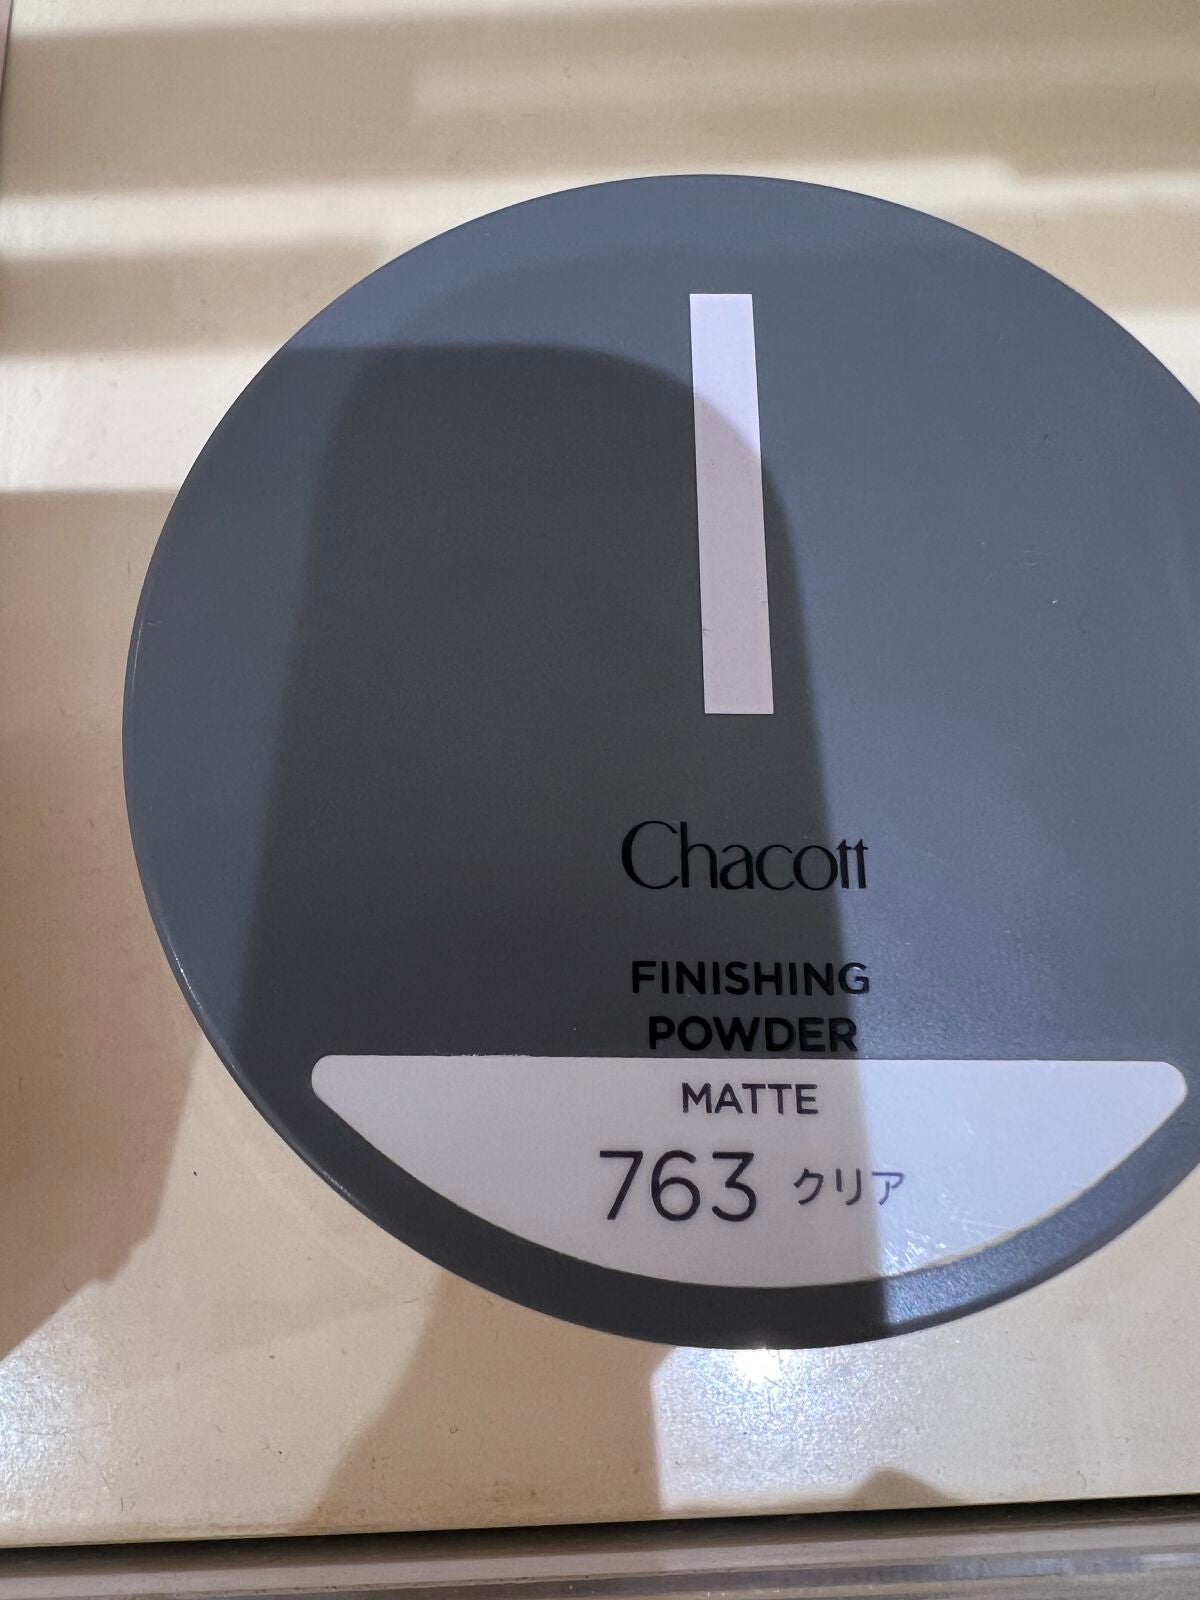 Chacott
FINISHING
POWDER
MATTE
763 クリア